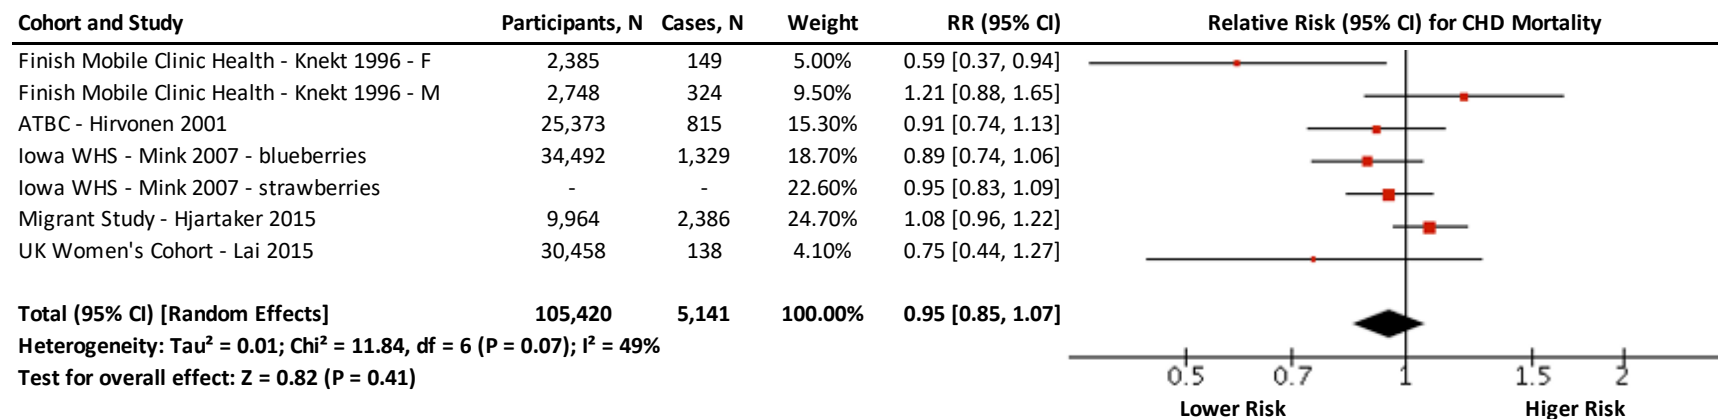 Cohort and Study Participants, N Cases, N Weight RR (95% CI) Relative Risk (95% CI) for CHD Mortality
Finish Mobile Clinic Health - Knekt 1996 - F 2,385 149 5.00% 0.59 [0.37, 0.94]
Finish Mobile Clinic Health - Knekt 1996 - M 2,748 324 9.50% 1.21 [0.88, 1.65]
ATBC - Hirvonen 2001 25,373 815 15.30% 0.91 [0.74, 1.13]
Iowa WHS - Mink 2007 - blueberries 34,492 1,329 18.70% 0.89 [0.74, 1.06]
Iowa WHS - Mink 2007 - strawberries - - 22.60% 0.95 [0.83, 1.09]
Migrant Study - Hjartaker 2015 9,964 2,386 24.70% 1.08 [0.96, 1.22]
UK Women's Cohort - Lai 2015 30,458 138 4.10% 0.75 [0.44, 1.27]
Total (95% CI) [Random Effects] 105,420 5,141 100.00% 0.95 [0.85, 1.07]
Heterogeneity: Tau² = 0.01; Chi² = 11.84, df = 6 (P = 0.07); I² = 49%
Test for overall effect: Z = 0.82 (P = 0.41)
0.5 0.7 1 1.5 2
Lower Risk Higer Risk